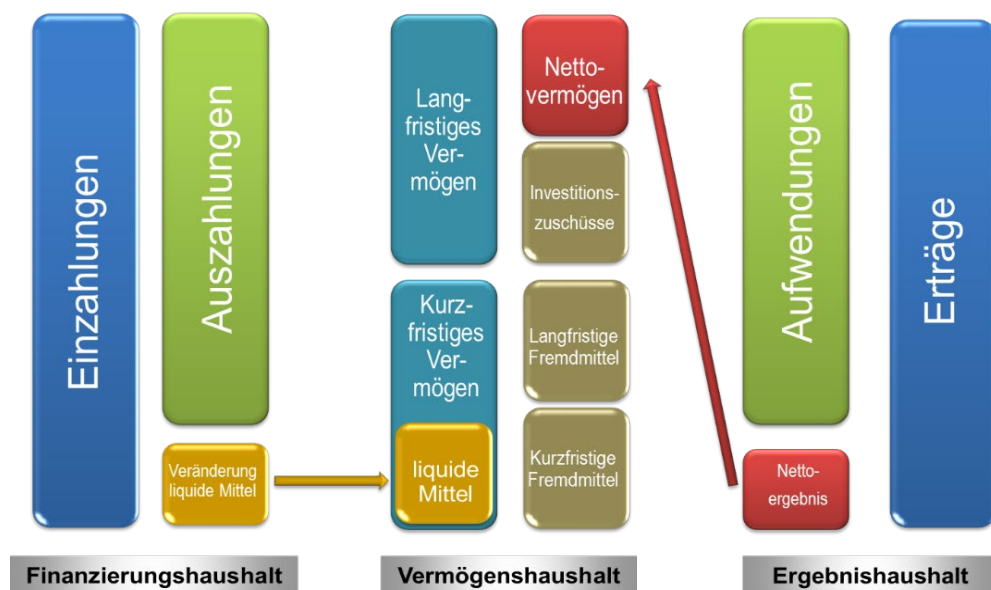 Einzahlungen
Auszahlungen
Veränderung
liquide Mittel
Finanzierungshaushalt
Lang-
fristiges
Ver-
mögen
Kurz-
fristiges
Ver-
mögen
liquide
Mittel
Netto-
vermögen
Investitions-
zuschüsse
Langfristige
Fremdmittel
Kurzfristige
Fremdmittel
Vermögenshaushalt
Aufwendungen
Netto-
ergebnis
Erträge
Ergebnishaushalt